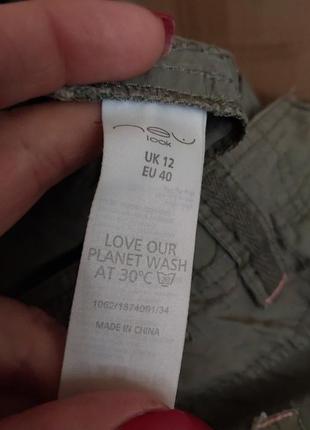 new
look
UK 12
EU 40
LOVE OUR
PLANET WASH
AT 30°C
1062/1874091/34
MADE IN CHINA